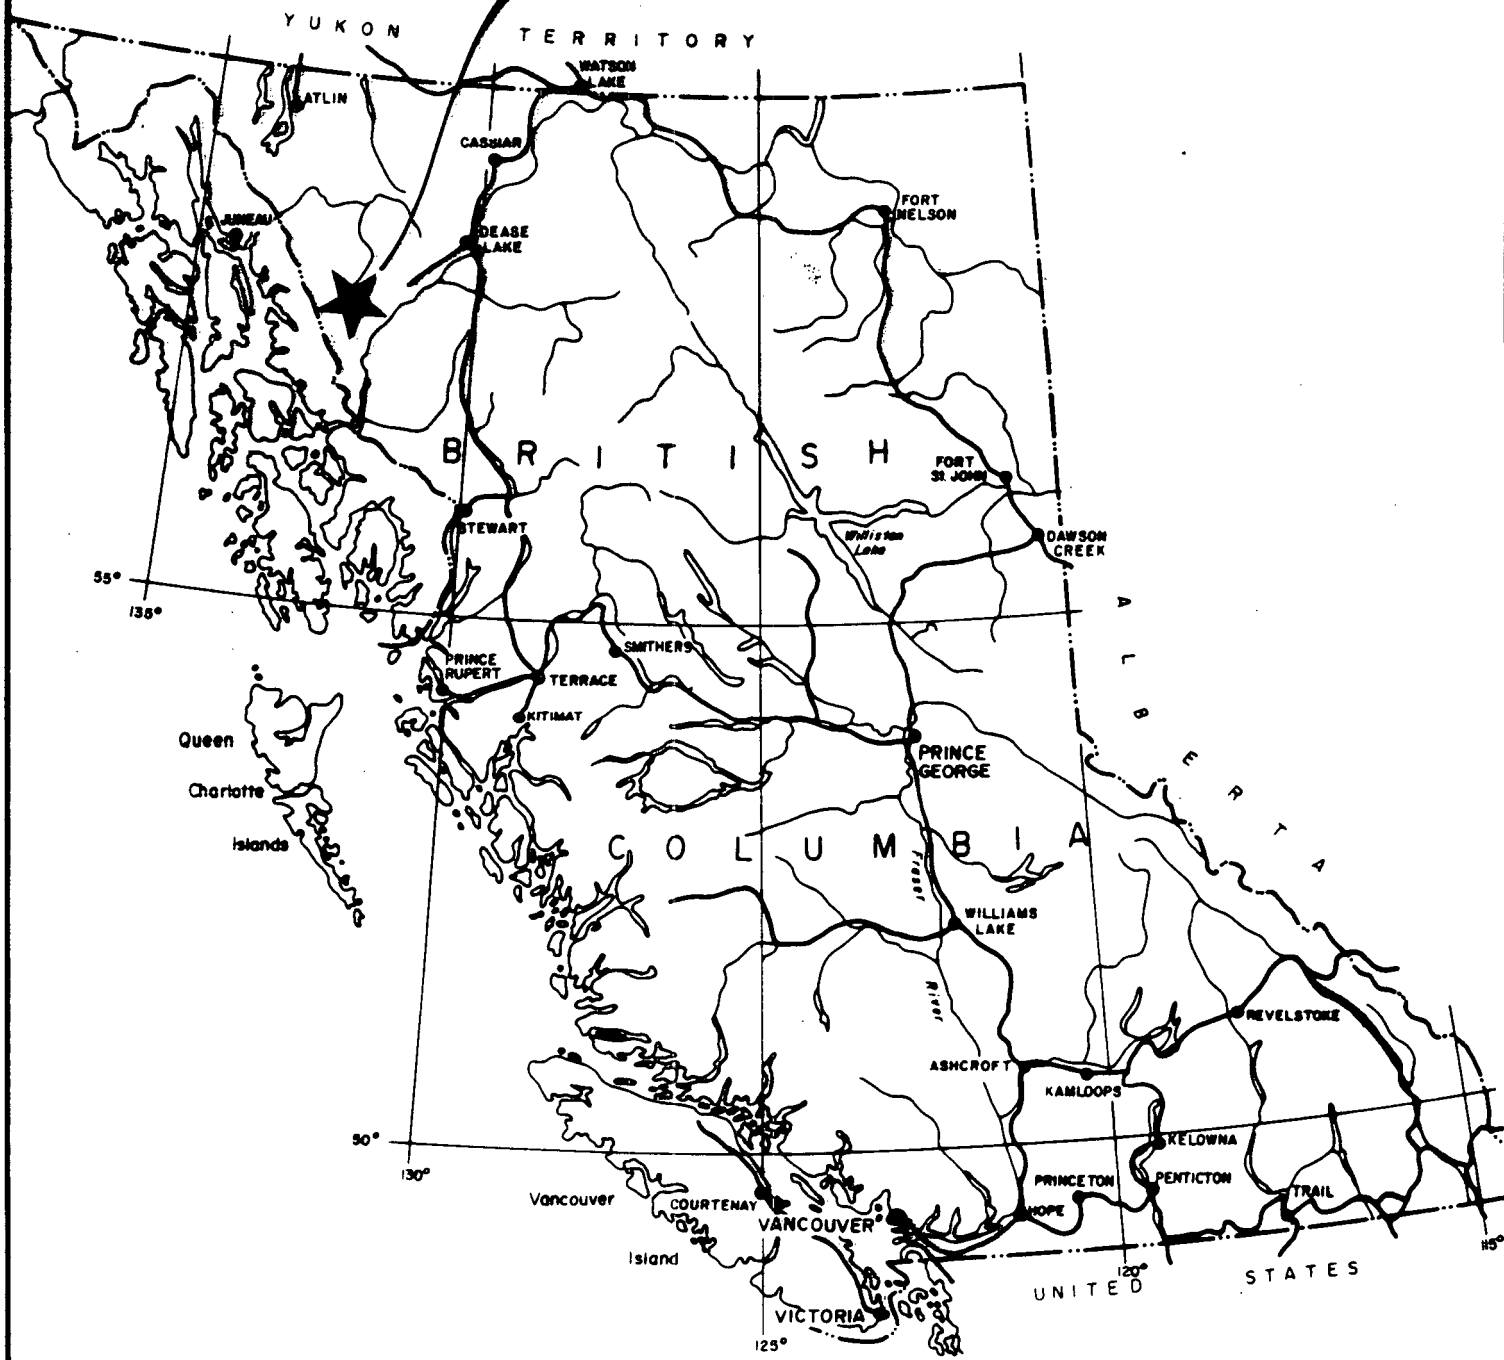 YUKON TERRITORY
WATSON
LAKE
ATLIN
CASSIAR
FORT
NELSON
JUNEAU
DEASE
LAKE
BRITISH
FORT
St. JOHN
STEWART
Williston
Lake
DAWSON
CREEK
55°
135°
ALBERTA
SMITHERS
PRINCE
RUPERT
TERRACE
KITIMAT
Queen
Charlotte
Islands
PRINCE
GEORGE
COLUMBIA
Fraser
River
WILLIAMS
LAKE
REVELSTOKE
ASHCROFT
KAMLOOPS
50°
130°
KELOWNA
PRINCETON
PENTICTON
Vancouver
Island
COURTENAY
TRAIL
HOPE
VANCOUVER
115°
120°
UNITED STATES
VICTORIA
125°